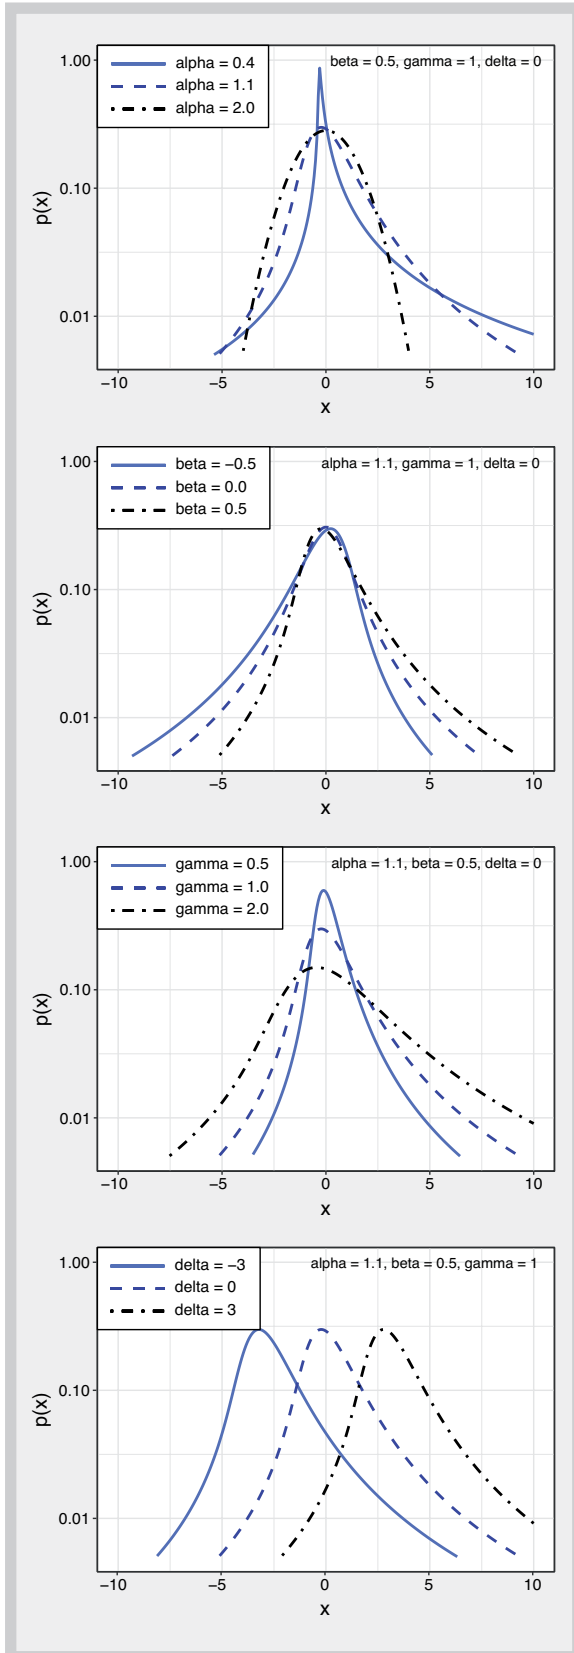 1.00
alpha = 0.4
alpha = 1.1
alpha = 2.0
beta = 0.5, gamma = 1, delta = 0
0.10
p(x)
0.01
−10 −5 0 5 10
x
1.00
beta = −0.5
beta = 0.0
beta = 0.5
alpha = 1.1, gamma = 1, delta = 0
0.10
p(x)
0.01
−10 −5 0 5 10
x
1.00
gamma = 0.5
gamma = 1.0
gamma = 2.0
alpha = 1.1, beta = 0.5, delta = 0
0.10
p(x)
0.01
−10 −5 0 5 10
x
1.00
delta = −3
delta = 0
delta = 3
alpha = 1.1, beta = 0.5, gamma = 1
0.10
p(x)
0.01
−10 −5 0 5 10
x